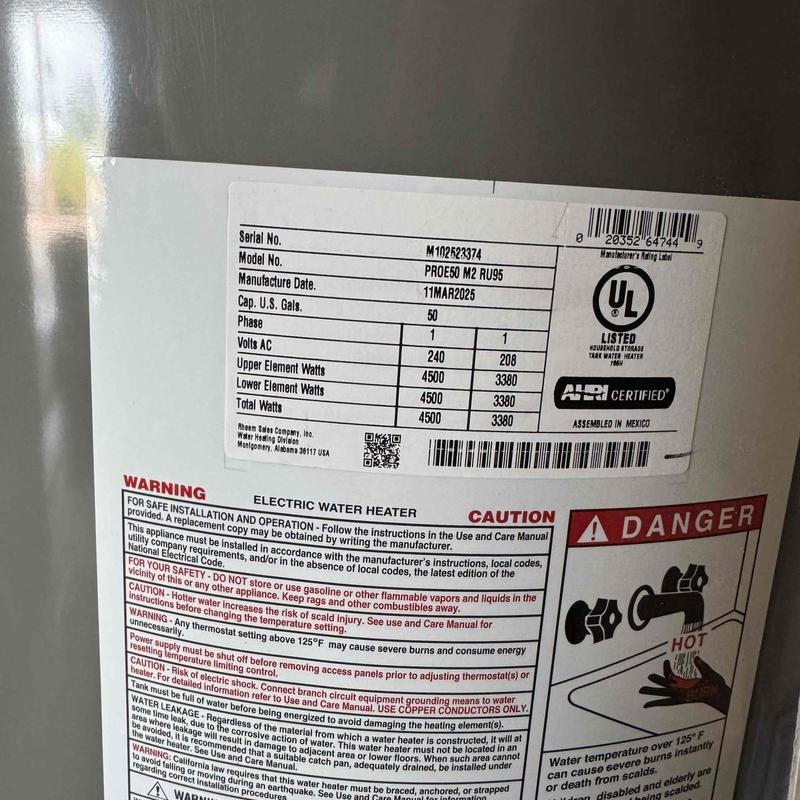 Serial No. M102523374
Model No. PROE50 M2 RU95
Manufacture Date. 11MAR2025
Cap. U.S. Gals. 50
Phase 1 1
Volts AC 240 208
Upper Element Watts 4500 3380
Lower Element Watts 4500 3380
Total Watts 4500 3380
Rheem Sales Company, Inc.
Water Heating Division
Montgomery, Alabama 36117 USA
0 20352 64744 9
Manufacturer's Rating Label
UL
®
LISTED
HOUSEHOLD STORAGE
TANK WATER HEATER
AHRI CERTIFIED®
ASSEMBLED IN MEXICO
WARNING ELECTRIC WATER HEATER CAUTION
FOR SAFE INSTALLATION AND OPERATION - Follow the instructions in the Use and Care Manual
provided. A replacement copy may be obtained by writing the manufacturer.
This appliance must be installed in accordance with the manufacturer's instructions, local codes,
utility company requirements, and/or in the absence of local codes, the latest edition of the
National Electrical Code.
FOR YOUR SAFETY - DO NOT store or use gasoline or other flammable vapors and liquids in the
vicinity of this or any other appliance. Keep rags and other combustibles away.
CAUTION - Hotter water increases the risk of scald injury. See Use and Care Manual for
instructions before changing the temperature setting.
WARNING - Any thermostat setting above 125°F may cause severe burns and consume energy
unnecessarily.
Power supply must be shut off before removing access panels prior to adjusting thermostat(s) or
resetting temperature limiting control.
CAUTION - Risk of electric shock. Connect branch circuit equipment grounding means to water
heater. For detailed information refer to Use and Care Manual. USE COPPER CONDUCTORS ONLY.
Tank must be full of water before being energized to avoid damaging the heating element(s).
WATER LEAKAGE - Regardless of the material from which a water heater is constructed, it will at
some time leak, due to the corrosive action of water. This water heater must not be located in an
area where leakage will result in damage to adjacent area or lower floors. When such area cannot
be avoided, it is recommended that a suitable catch pan, adequately drained, be installed under
the water heater. See Use and Care Manual.
WARNING: California law requires that this water heater must be braced, anchored, or strapped
to avoid falling or moving during an earthquake. See Use and Care Manual for information
regarding correct installation procedures.
DANGER
HOT
BURN
Water temperature over 125° F
can cause severe burns instantly
or death from scalds.
disabled and elderly are
being scalded.